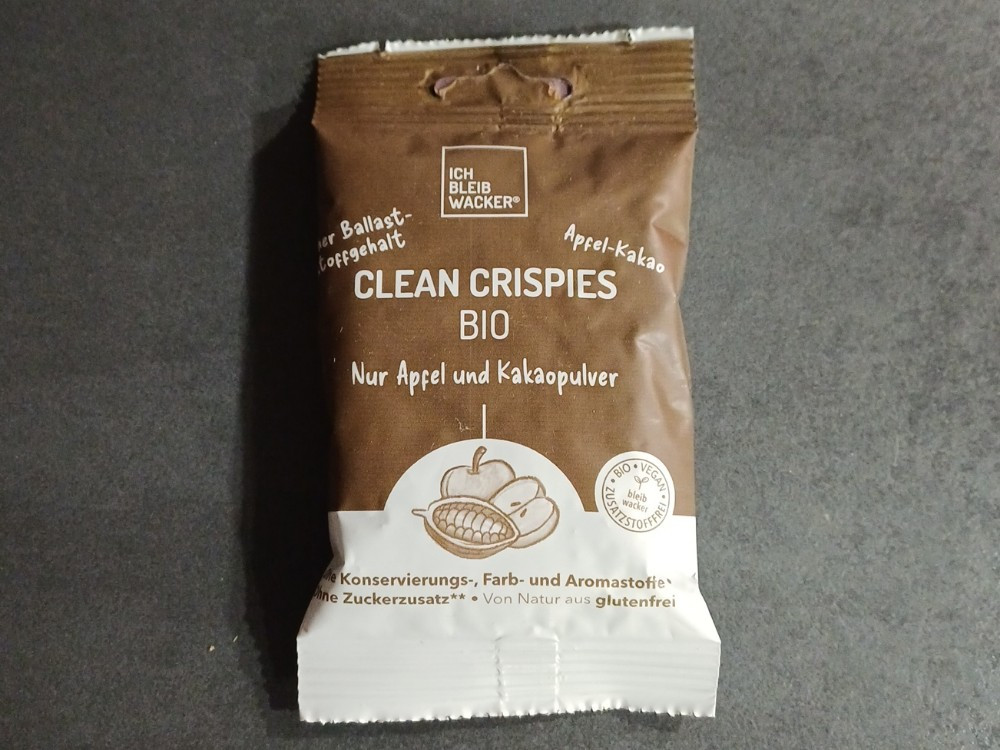 ICH
BLEIB
WACKER®
Ballast-
Apfel-Kakao
CLEAN CRISPIES
BIO
Nur Apfel und Kakaopulver
BIO • VEGAN •
ZUSATZSTOFFFREI •
bleib
wacker
Konservierungs-, Farb- und Aromastoffe
Zuckerzusatz** • Von Natur aus glutenfrei